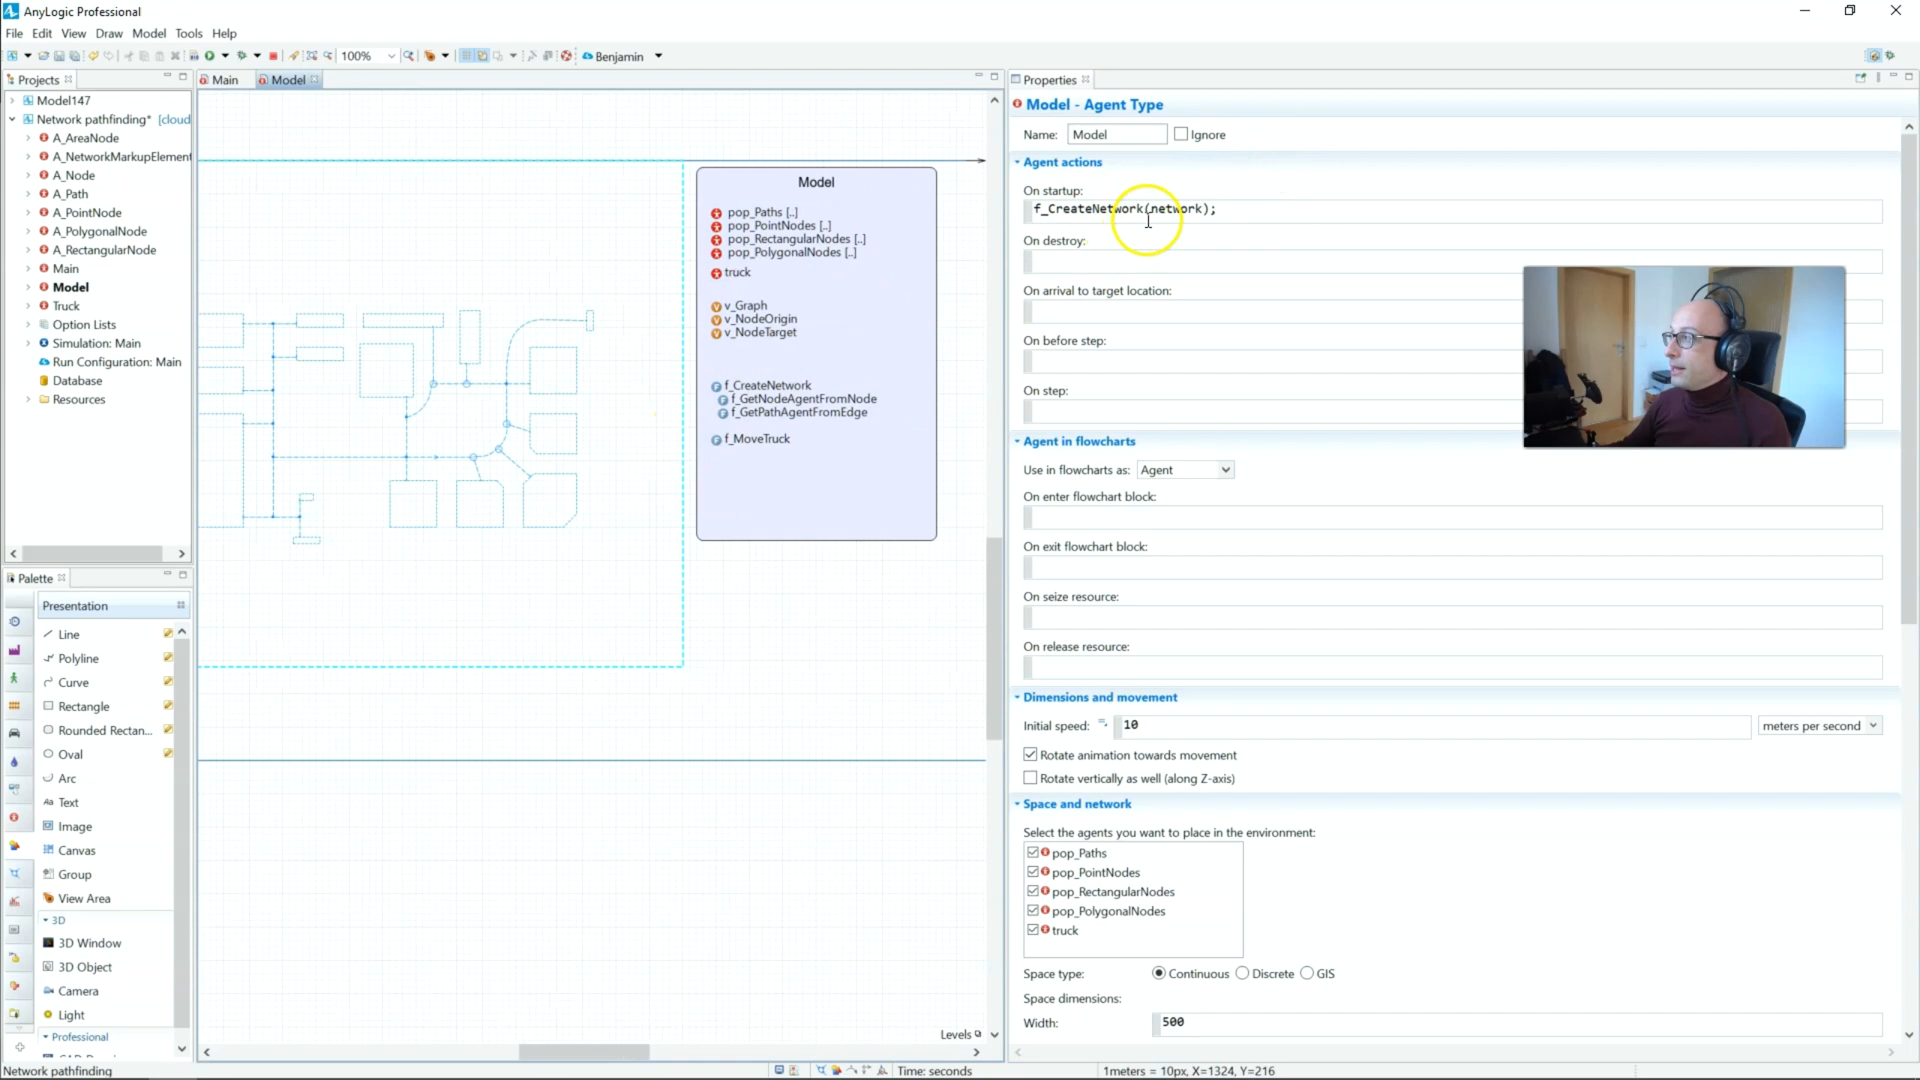 AnyLogic Professional
File Edit View Draw Model Tools Help
100% Benjamin
Projects
Model147
Network pathfinding* [cloud
A_AreaNode
A_NetworkMarkupElement
A_Node
A_Path
A_PointNode
A_PolygonalNode
A_RectangularNode
Main
Model
Truck
Option Lists
Simulation: Main
Run Configuration: Main
Database
Resources
Palette
Presentation
Line
Polyline
Curve
Rectangle
Rounded Rectan...
Oval
Arc
Text
Image
Canvas
Group
View Area
3D
3D Window
3D Object
Camera
Light
Professional
Main
Model
Model
pop_Paths [..]
pop_PointNodes [..]
pop_RectangularNodes [..]
pop_PolygonalNodes [..]
truck
v_Graph
v_NodeOrigin
v_NodeTarget
f_CreateNetwork
f_GetNodeAgentFromNode
f_GetPathAgentFromEdge
f_MoveTruck
Levels
Properties
Model - Agent Type
Name: Model Ignore
Agent actions
On startup:
f_CreateNetwork(network);
On destroy:
On arrival to target location:
On before step:
On step:
Agent in flowcharts
Use in flowcharts as: Agent
On enter flowchart block:
On exit flowchart block:
On seize resource:
On release resource:
Dimensions and movement
Initial speed: 10 meters per second
Rotate animation towards movement
Rotate vertically as well (along Z-axis)
Space and network
Select the agents you want to place in the environment:
pop_Paths
pop_PointNodes
pop_RectangularNodes
pop_PolygonalNodes
truck
Space type: Continuous Discrete GIS
Space dimensions:
Width: 500
Network pathfinding
Time: seconds
1meters = 10px, X=1324, Y=216